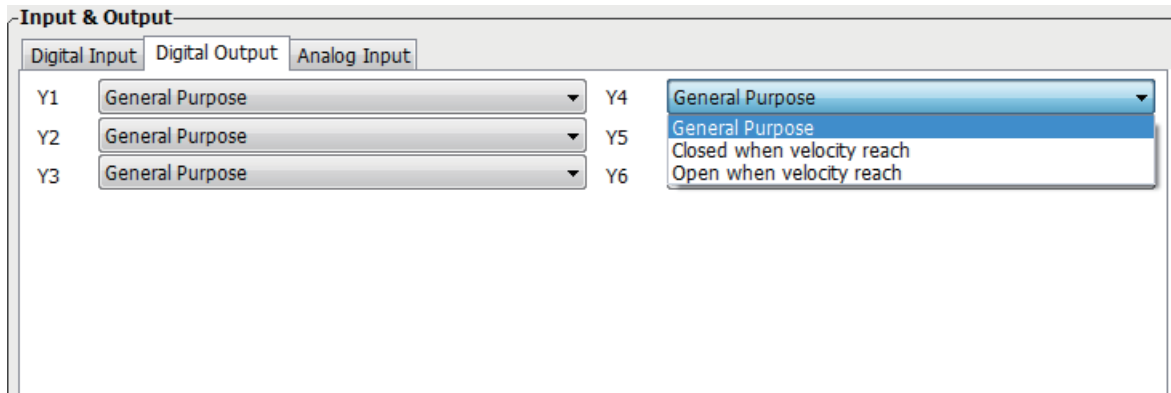 Input & Output
Digital Input Digital Output Analog Input
Y1 General Purpose Y4 General Purpose
Y2 General Purpose Y5 General Purpose
Closed when velocity reach
Y3 General Purpose Y6 Open when velocity reach